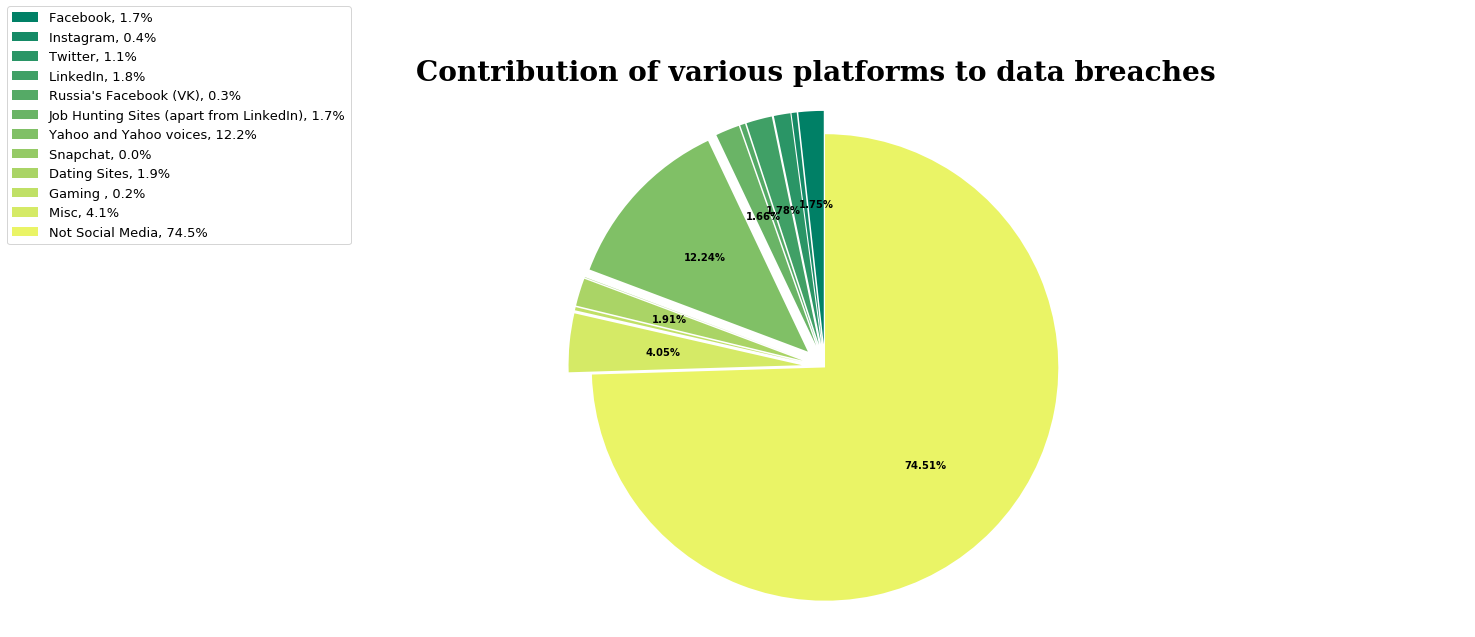 Facebook, 1.7%
Instagram, 0.4%
Twitter, 1.1%
LinkedIn, 1.8%
Russia's Facebook (VK), 0.3%
Job Hunting Sites (apart from LinkedIn), 1.7%
Yahoo and Yahoo voices, 12.2%
Snapchat, 0.0%
Dating Sites, 1.9%
Gaming , 0.2%
Misc, 4.1%
Not Social Media, 74.5%
Contribution of various platforms to data breaches
1.75%
1.78%
1.66%
12.24%
1.91%
4.05%
74.51%